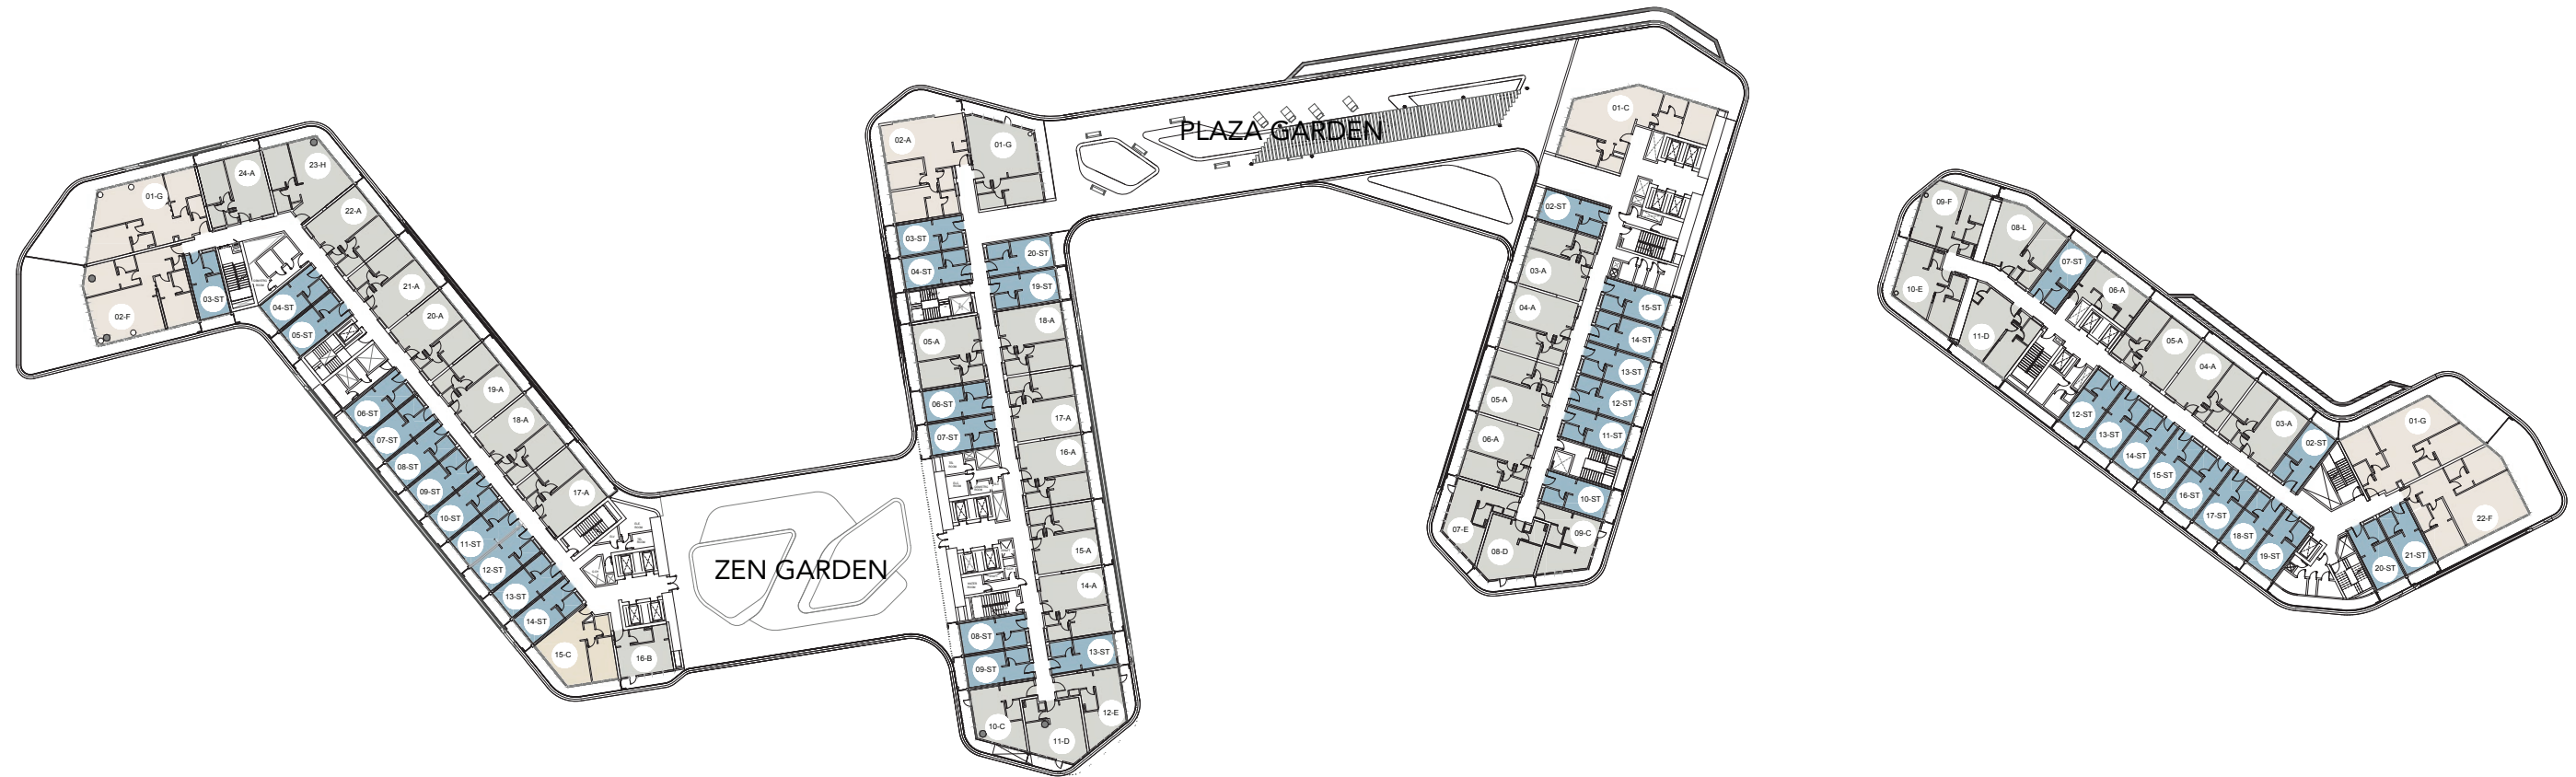 01-G
24-A
23-H
22-A
21-A
20-A
19-A
18-A
17-A
02-F
03-ST
04-ST
05-ST
06-ST
07-ST
08-ST
09-ST
10-ST
11-ST
12-ST
13-ST
14-ST
15-C
16-B
ZEN GARDEN
02-A
01-G
03-ST
04-ST
05-A
06-ST
07-ST
08-ST
09-ST
10-C
11-D
12-E
13-ST
14-A
15-A
16-A
17-A
18-A
19-ST
20-ST
PLAZA GARDEN
01-C
02-ST
03-A
04-A
05-A
06-A
07-E
08-D
09-C
10-ST
11-ST
12-ST
13-ST
14-ST
15-ST
09-F
08-L
07-ST
06-A
05-A
04-A
03-A
02-ST
01-G
10-E
11-D
12-ST
13-ST
14-ST
15-ST
16-ST
17-ST
18-ST
19-ST
20-ST
21-ST
22-F